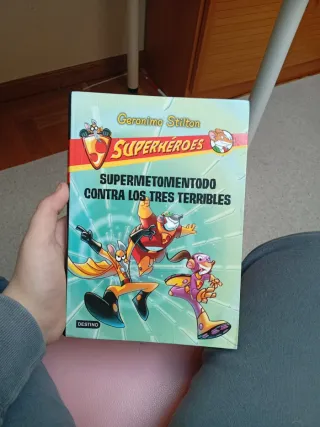 Geronimo Stilton
S
SUPERHÉROES
SUPERMETOMENTODO
CONTRA LOS TRES TERRIBLES
DESTINO